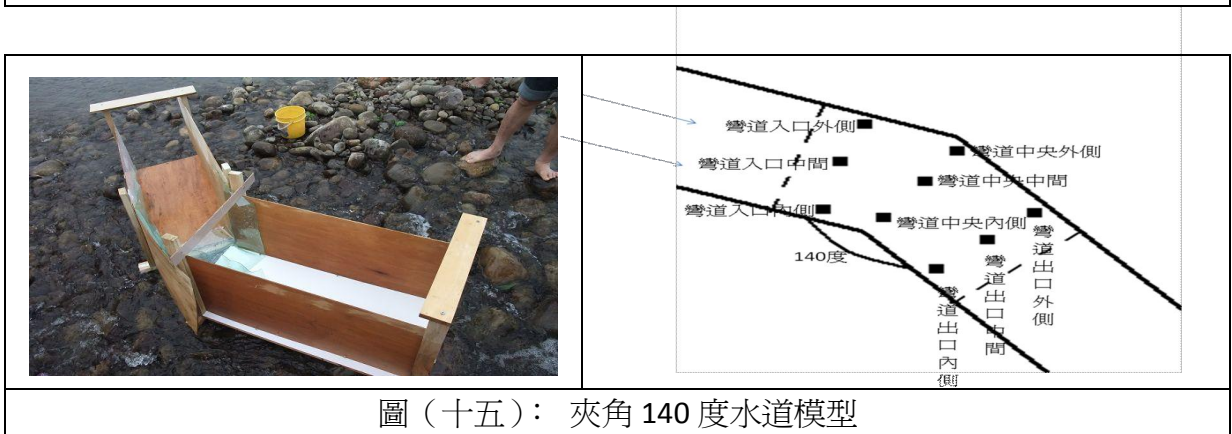 彎道入口外側
彎道中央外側
彎道入口中間
彎道中央中間
彎道入口內側
彎道中央內側
140度
彎道出口外側
彎道出口中間
彎道出口內側
圖（十五）： 夾角 140 度水道模型